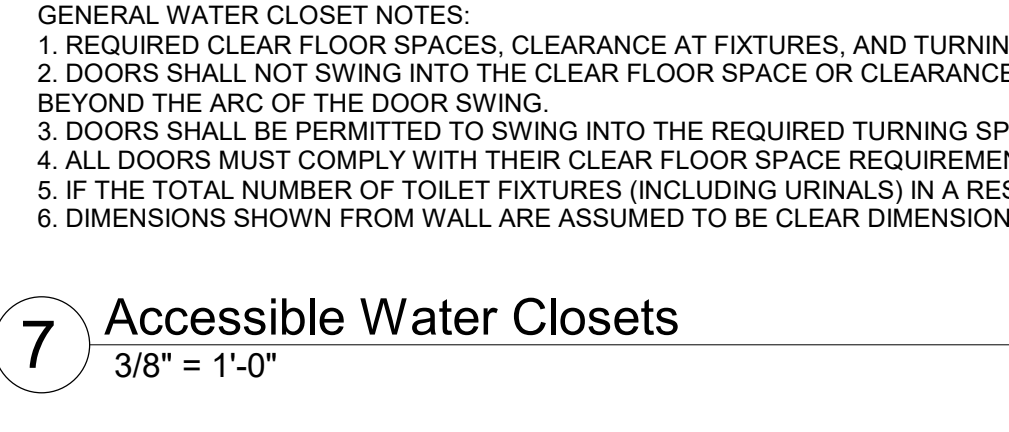 GENERAL WATER CLOSET NOTES:
1. REQUIRED CLEAR FLOOR SPACES, CLEARANCE AT FIXTURES, AND TURNIN
2. DOORS SHALL NOT SWING INTO THE CLEAR FLOOR SPACE OR CLEARANCE
BEYOND THE ARC OF THE DOOR SWING.
3. DOORS SHALL BE PERMITTED TO SWING INTO THE REQUIRED TURNING SP
4. ALL DOORS MUST COMPLY WITH THEIR CLEAR FLOOR SPACE REQUIREMEN
5. IF THE TOTAL NUMBER OF TOILET FIXTURES (INCLUDING URINALS) IN A RES
6. DIMENSIONS SHOWN FROM WALL ARE ASSUMED TO BE CLEAR DIMENSION
7 Accessible Water Closets
3/8" = 1'-0"